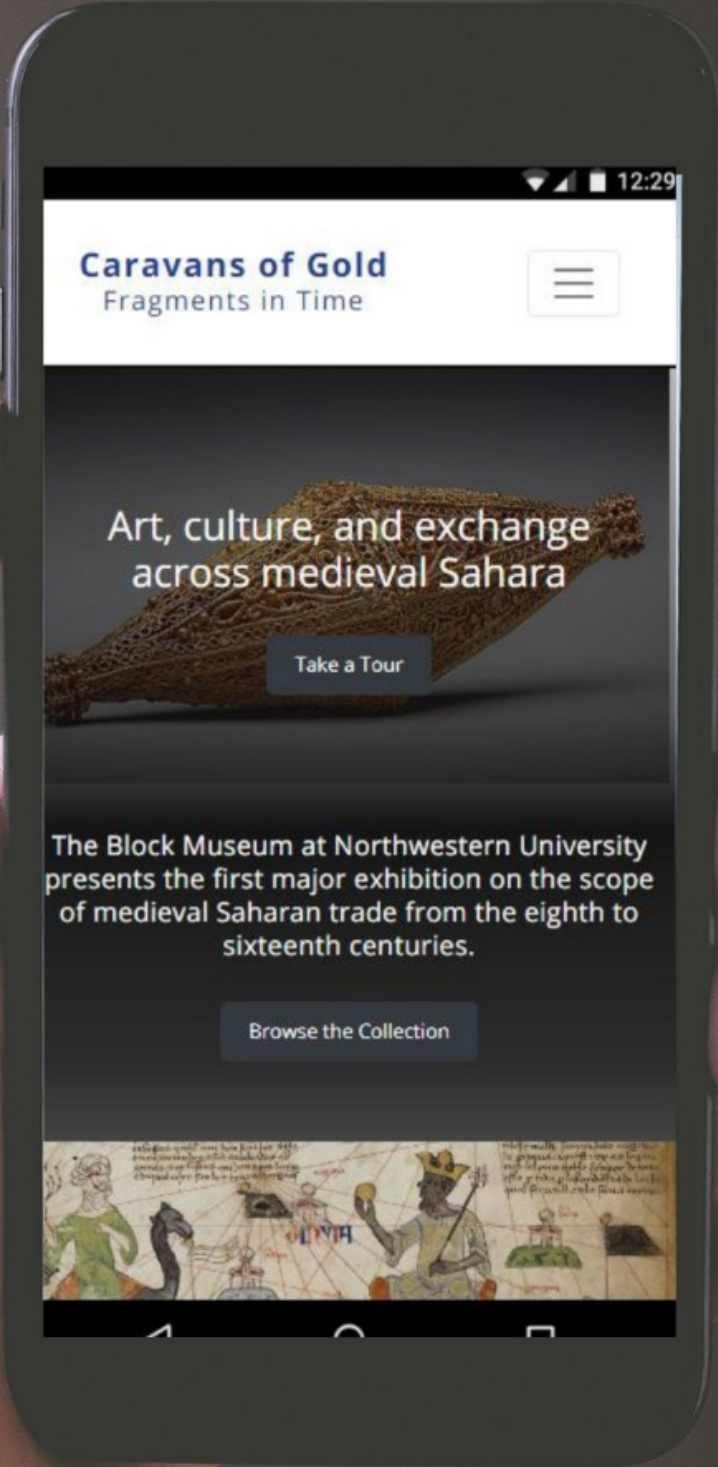 12:29
Caravans of Gold
Fragments in Time
Art, culture, and exchange
across medieval Sahara
Take a Tour
The Block Museum at Northwestern University
presents the first major exhibition on the scope
of medieval Saharan trade from the eighth to
sixteenth centuries.
Browse the Collection